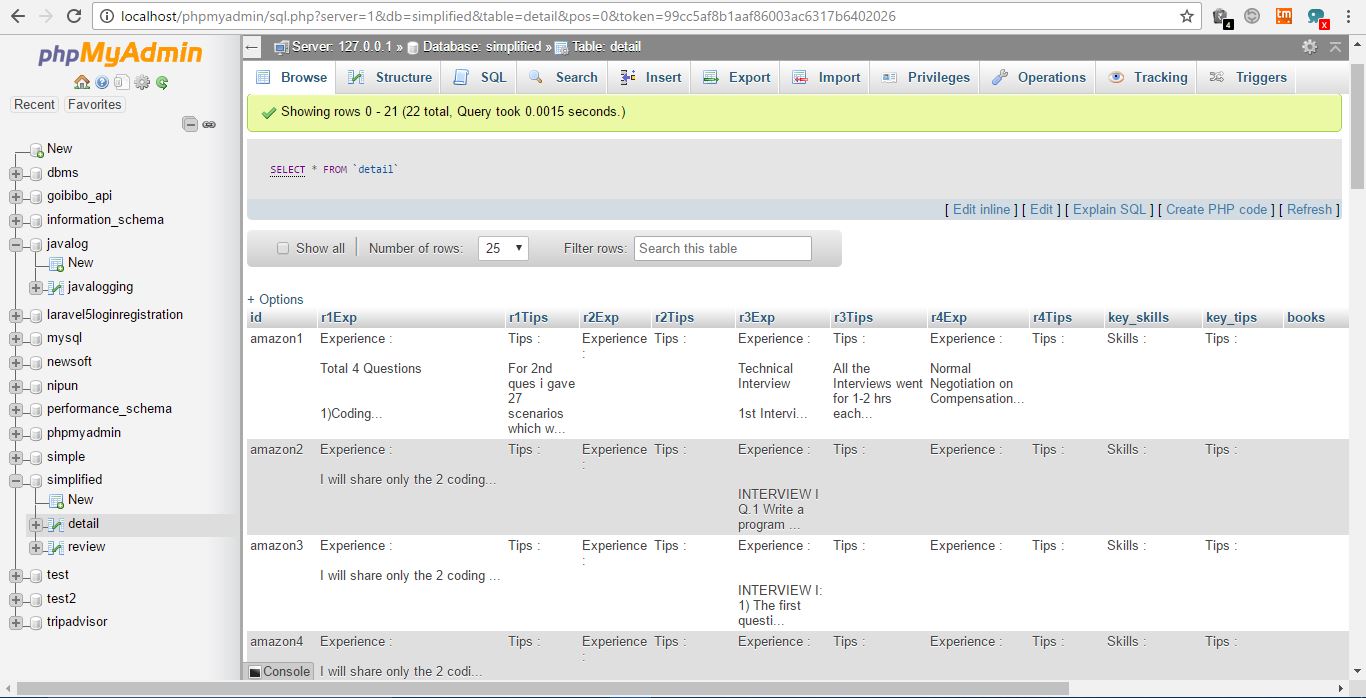 localhost/phpmyadmin/sql.php?server=1&db=simplified&table=detail&pos=0&token=99cc5af8b1aaf86003ac6317b6402026
4
tm
x
phpMyAdmin
Recent Favorites
New
dbms
goibibo_api
information_schema
javalog
New
javalogging
laravel5loginregistration
mysql
newsoft
nipun
performance_schema
phpmyadmin
simple
simplified
New
detail
review
test
test2
tripadvisor
Server: 127.0.0.1 » Database: simplified » Table: detail
Browse Structure SQL Search Insert Export Import Privileges Operations Tracking Triggers
Showing rows 0 - 21 (22 total, Query took 0.0015 seconds.)
SELECT * FROM `detail`
[ Edit inline ] [ Edit ] [ Explain SQL ] [ Create PHP code ] [ Refresh ]
Show all Number of rows: 25 Filter rows: Search this table
+ Options
id r1Exp r1Tips r2Exp r2Tips r3Exp r3Tips r4Exp r4Tips key_skills key_tips books
amazon1
Experience :
Total 4 Questions
1)Coding...
Tips :
For 2nd
ques i gave
27
scenarios
which w...
Experience
:
Tips :
Experience :
Technical
Interview
1st Intervi...
Tips :
All the
Interviews went
for 1-2 hrs
each...
Experience :
Normal
Negotiation on
Compensation...
Tips :
Skills :
Tips :
amazon2
Experience :
I will share only the 2 coding...
Tips :
Experience
:
Tips :
Experience :
INTERVIEW I
Q.1 Write a
program ...
Tips :
Experience :
Tips :
Skills :
Tips :
amazon3
Experience :
I will share only the 2 coding ...
Tips :
Experience
:
Tips :
Experience :
INTERVIEW I:
1) The first
questi...
Tips :
Experience :
Tips :
Skills :
Tips :
amazon4
Experience :
I will share only the 2 codi...
Tips :
Experience
:
Tips :
Experience :
Tips :
Experience :
Tips :
Skills :
Tips :
Console